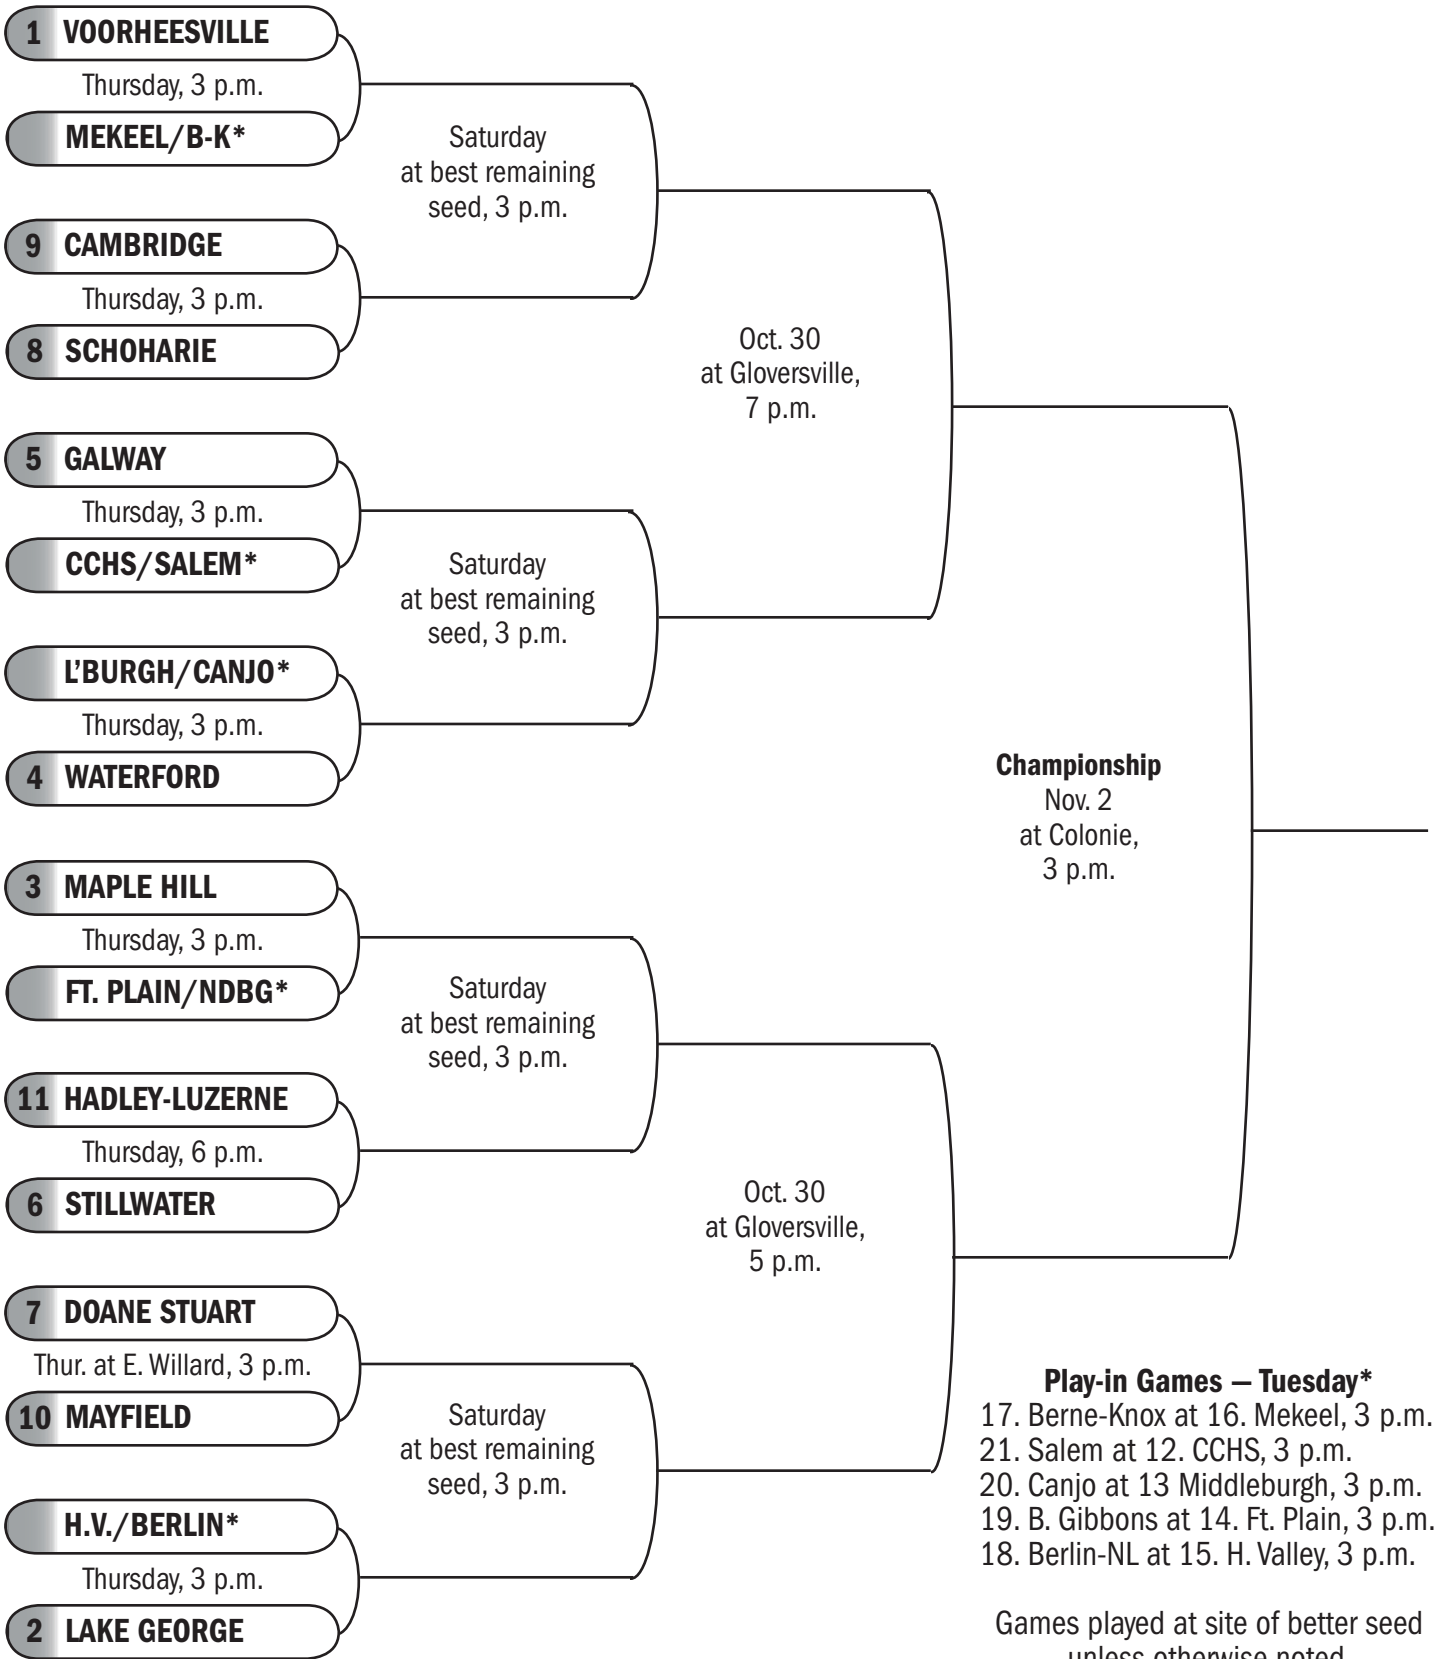 1 VOORHEESVILLE
Thursday, 3 p.m.
MEKEEL/B-K*
9 CAMBRIDGE
Thursday, 3 p.m.
8 SCHOHARIE
5 GALWAY
Thursday, 3 p.m.
CCHS/SALEM*
L'BURGH/CANJO*
Thursday, 3 p.m.
4 WATERFORD
3 MAPLE HILL
Thursday, 3 p.m.
FT. PLAIN/NDBG*
11 HADLEY-LUZERNE
Thursday, 6 p.m.
6 STILLWATER
7 DOANE STUART
Thur. at E. Willard, 3 p.m.
10 MAYFIELD
H.V./BERLIN*
Thursday, 3 p.m.
2 LAKE GEORGE
Saturday
at best remaining
seed, 3 p.m.
Saturday
at best remaining
seed, 3 p.m.
Saturday
at best remaining
seed, 3 p.m.
Saturday
at best remaining
seed, 3 p.m.
Oct. 30
at Gloversville,
7 p.m.
Oct. 30
at Gloversville,
5 p.m.
Championship
Nov. 2
at Colonie,
3 p.m.
Play-in Games — Tuesday*
17. Berne-Knox at 16. Mekeel, 3 p.m.
21. Salem at 12. CCHS, 3 p.m.
20. Canjo at 13 Middleburgh, 3 p.m.
19. B. Gibbons at 14. Ft. Plain, 3 p.m.
18. Berlin-NL at 15. H. Valley, 3 p.m.
Games played at site of better seed
unless otherwise noted